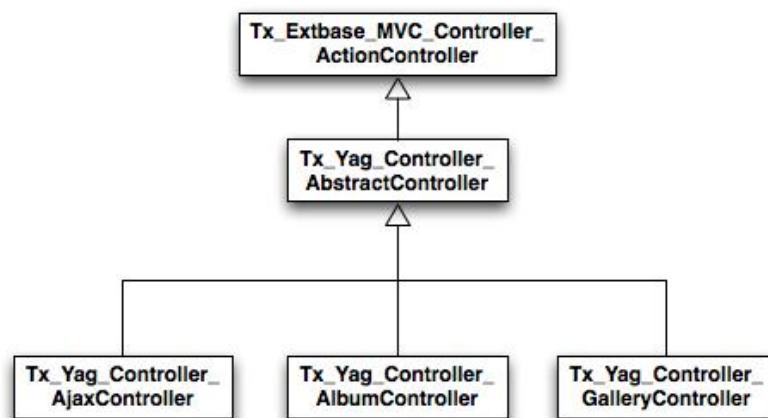 Tx_Extbase_MVC_Controller_
ActionController
Tx_Yag_Controller_
AbstractController
Tx_Yag_Controller_
AjaxController
Tx_Yag_Controller_
AlbumController
Tx_Yag_Controller_
GalleryController